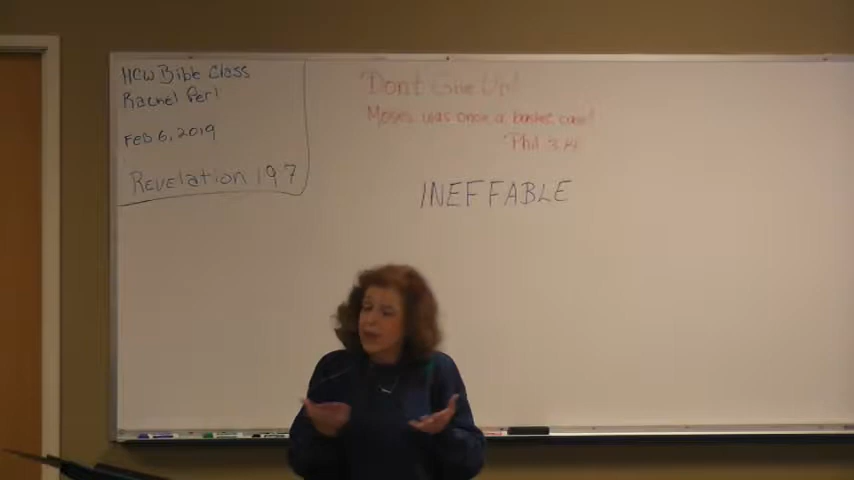 HCW Bible Class
Rachel Perl
Feb 6, 2019
Revelation 19 7
Don't Give Up!
Moses was once a basket case!
Phil 3:14
INEFFABLE